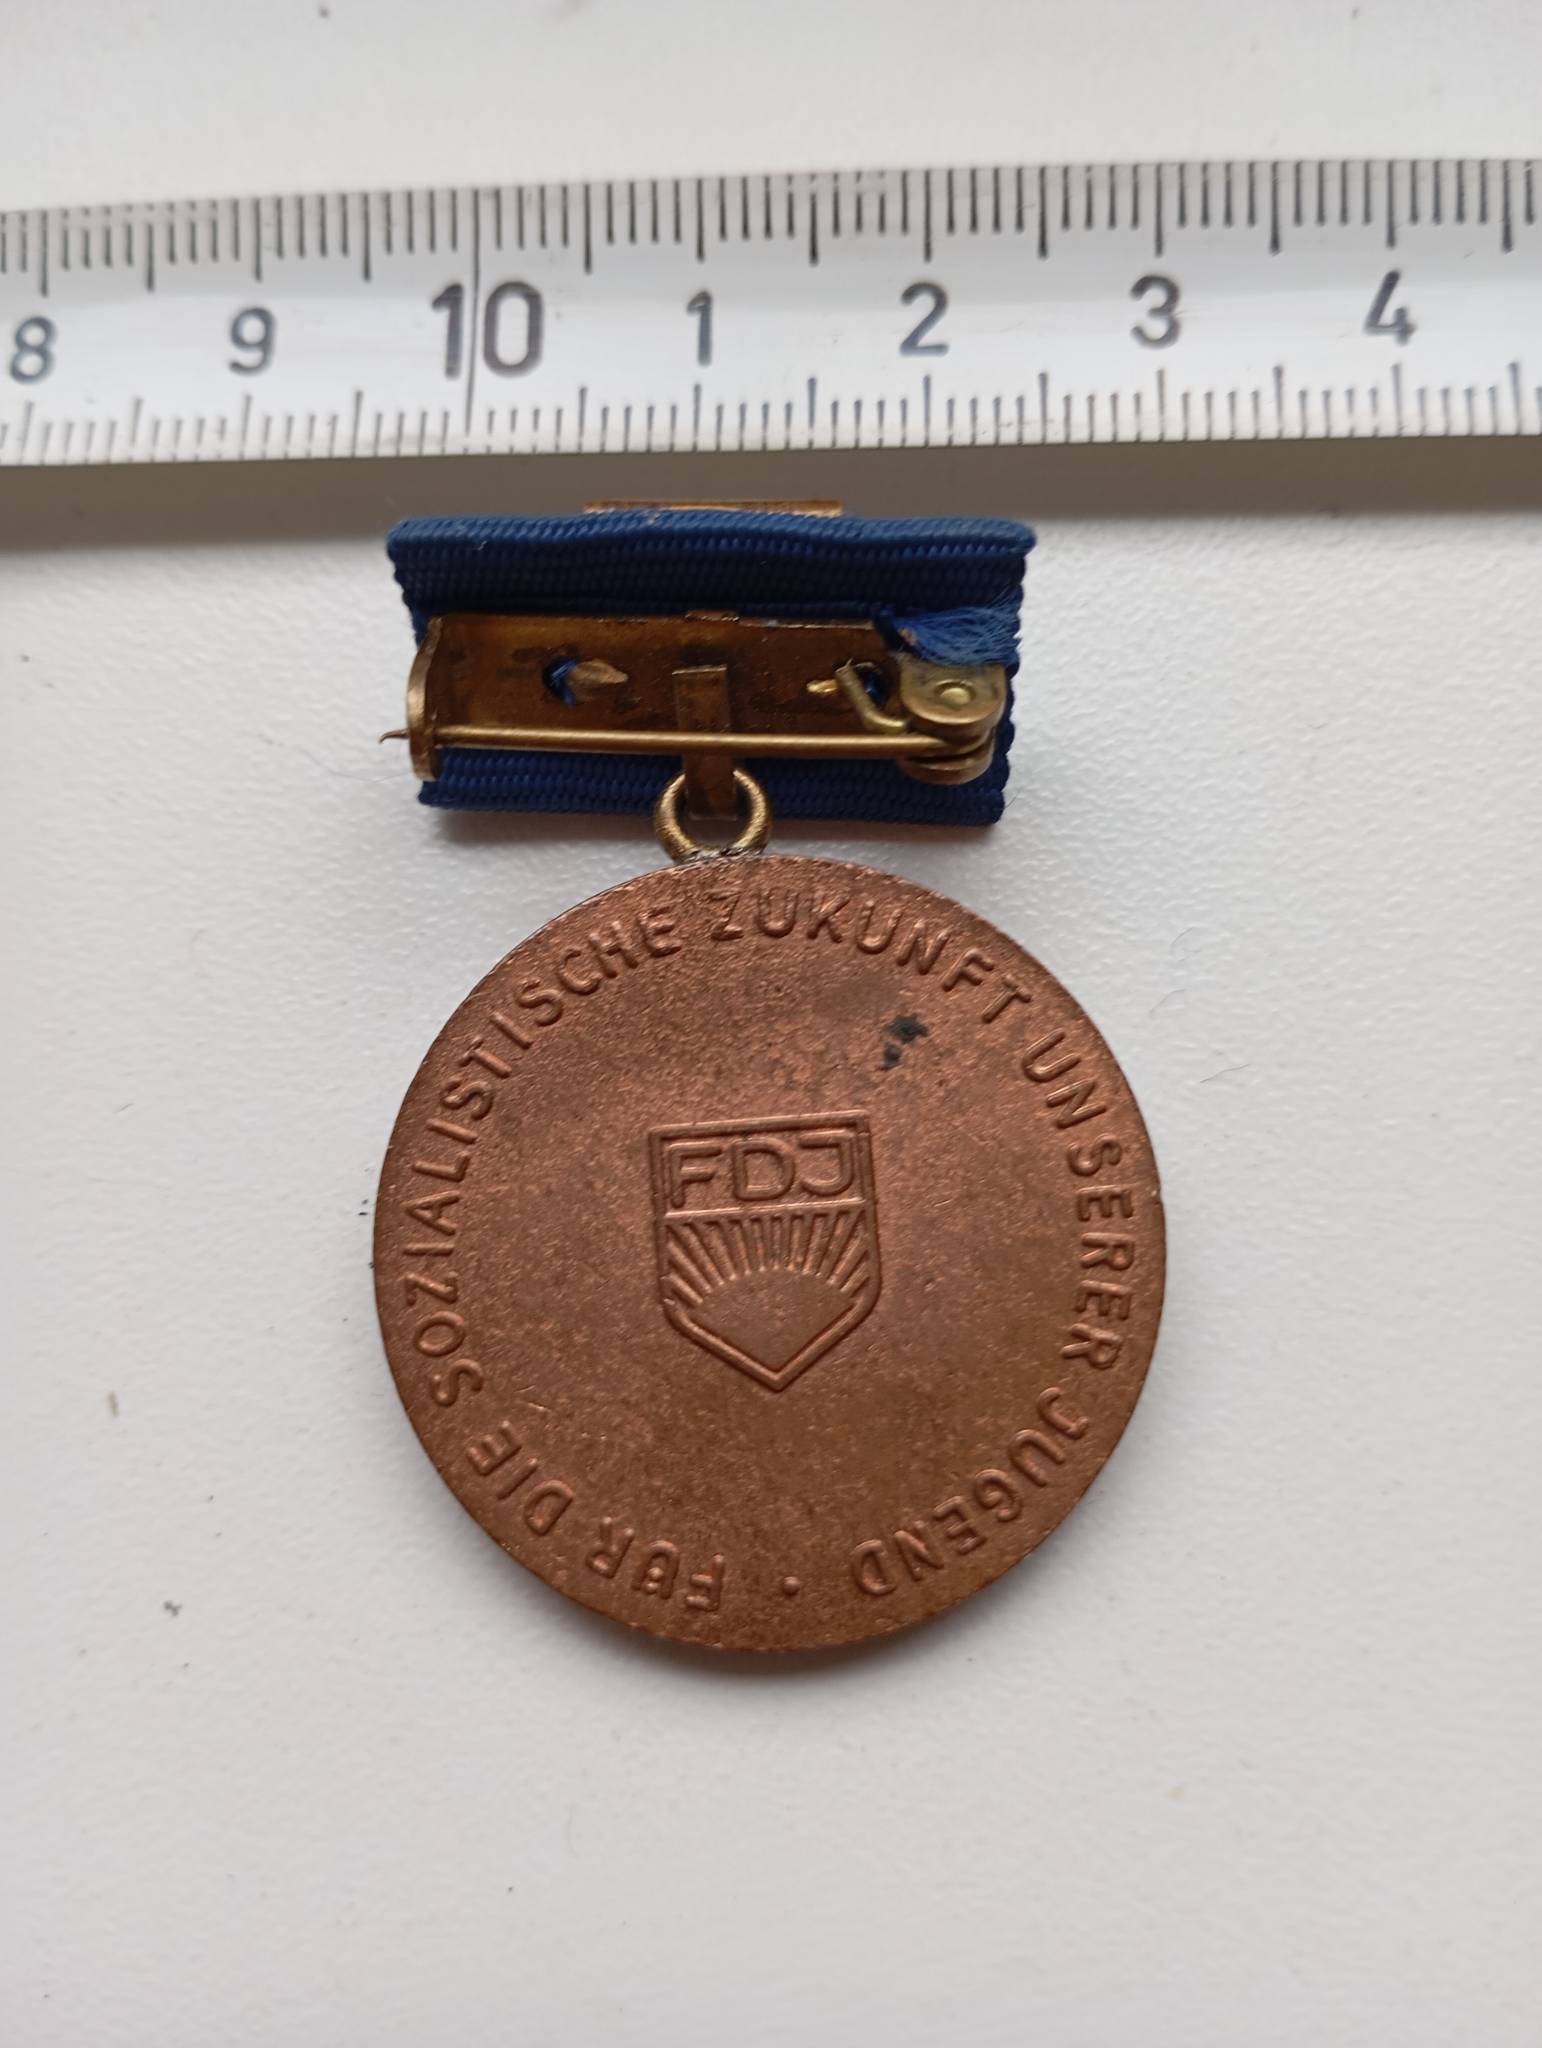 8 9 10 1 2 3 4
FÜR DIE SOZIALISTISCHE ZUKUNFT UNSERER JUGEND ·
FDJ